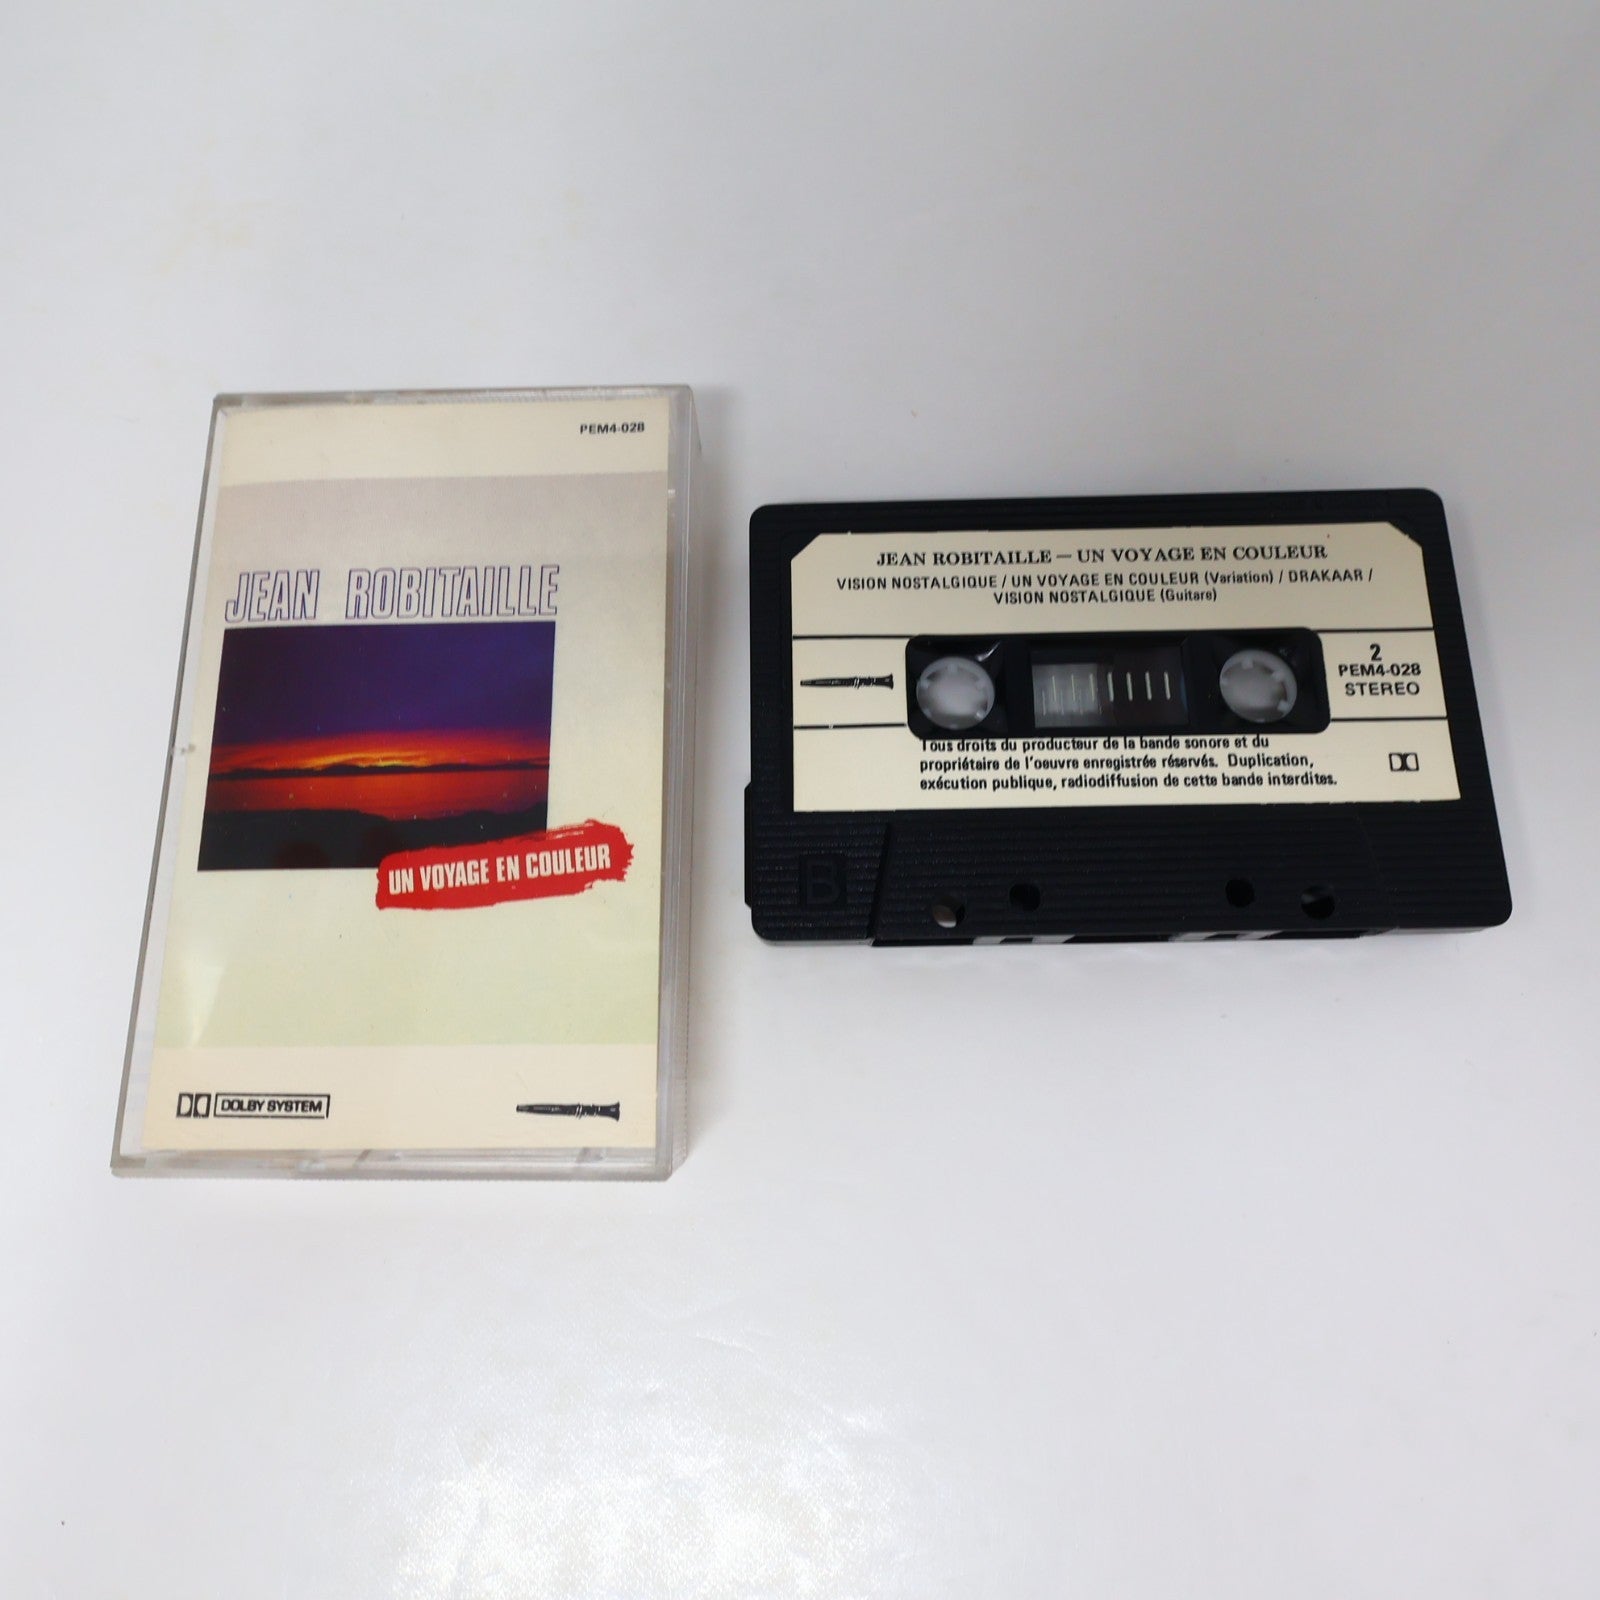 PEM4-028
JEAN ROBITAILLE
UN VOYAGE EN COULEUR
DOLBY SYSTEM
JEAN ROBITAILLE — UN VOYAGE EN COULEUR
VISION NOSTALGIQUE / UN VOYAGE EN COULEUR (Variation) / DRAKAAR /
VISION NOSTALGIQUE (Guitare)
2
PEM4-028
STEREO
Tous droits du producteur de la bande sonore et du
propriétaire de l'oeuvre enregistrée réservés. Duplication,
exécution publique, radiodiffusion de cette bande interdites.
B